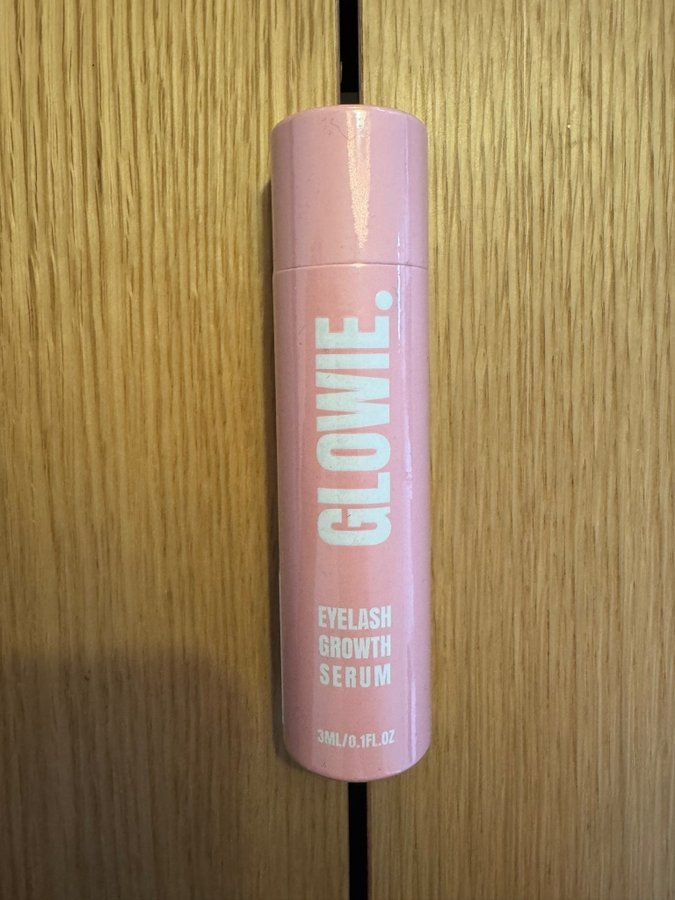 GLOWIE.
EYELASH
GROWTH
SERUM
3ML/0.1FL.OZ